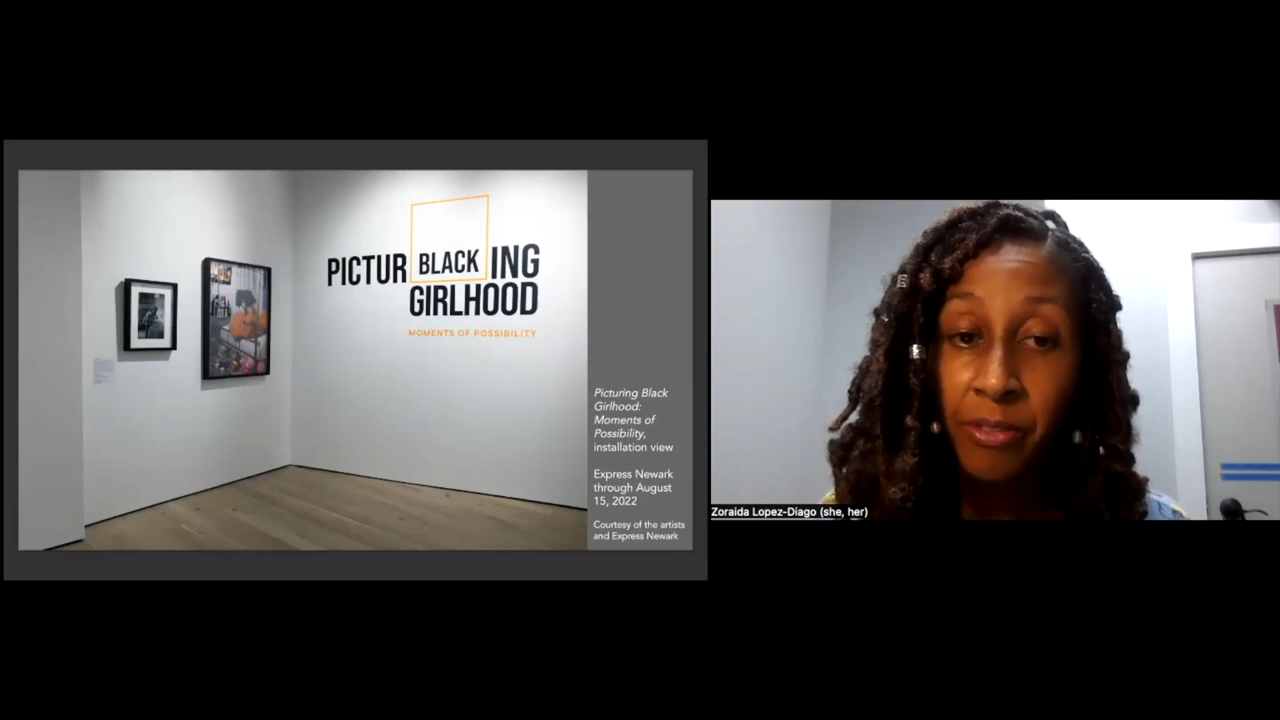 PICTUR BLACK ING
GIRLHOOD
MOMENTS OF POSSIBILITY
Picturing Black
Girlhood:
Moments of
Possibility,
installation view
Express Newark
through August
15, 2022
Courtesy of the artists
and Express Newark
Zoraida Lopez-Diago (she, her)